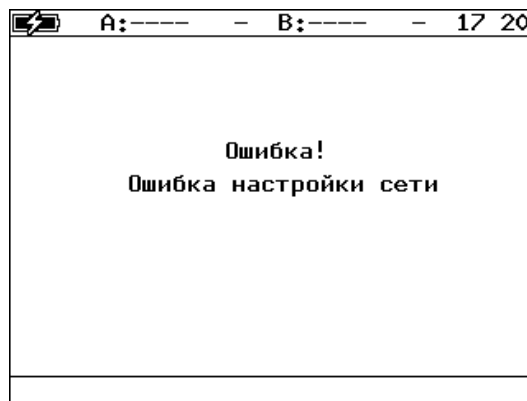 A:---- - B:---- - 17 20
Ошибка!
Ошибка настройки сети